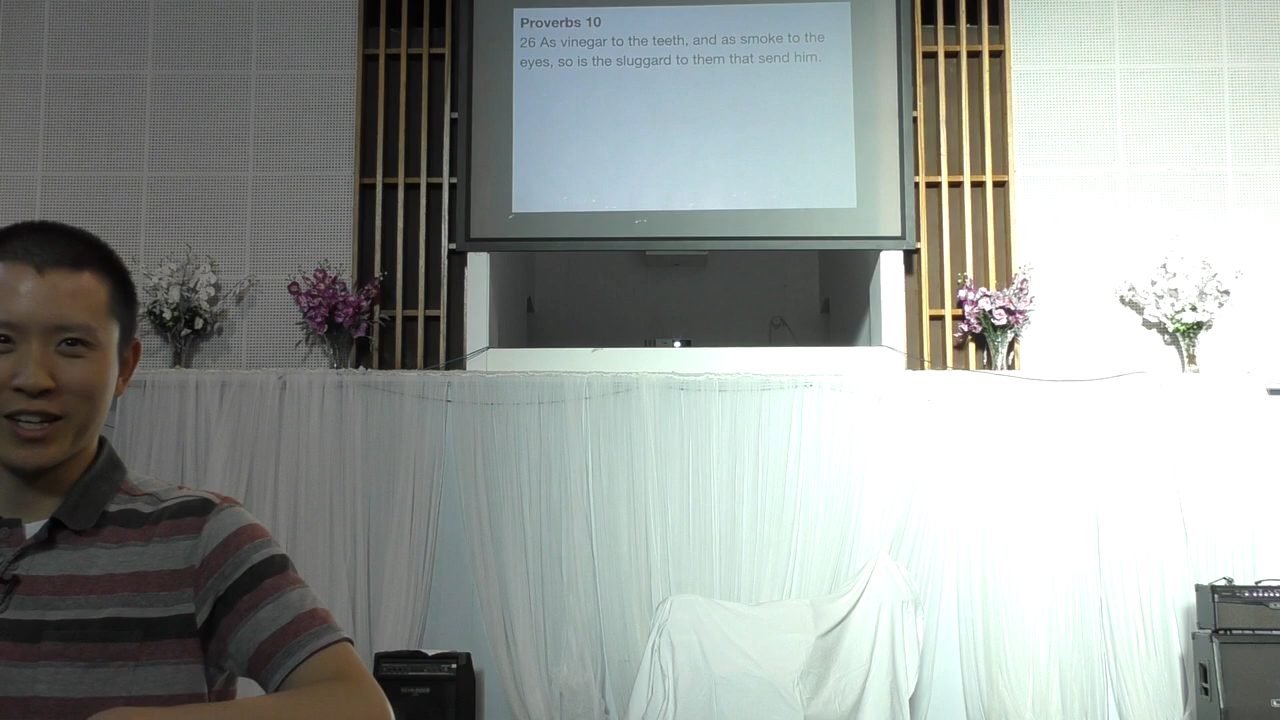 Proverbs 10
26 As vinegar to the teeth, and as smoke to the
eyes, so is the sluggard to them that send him.